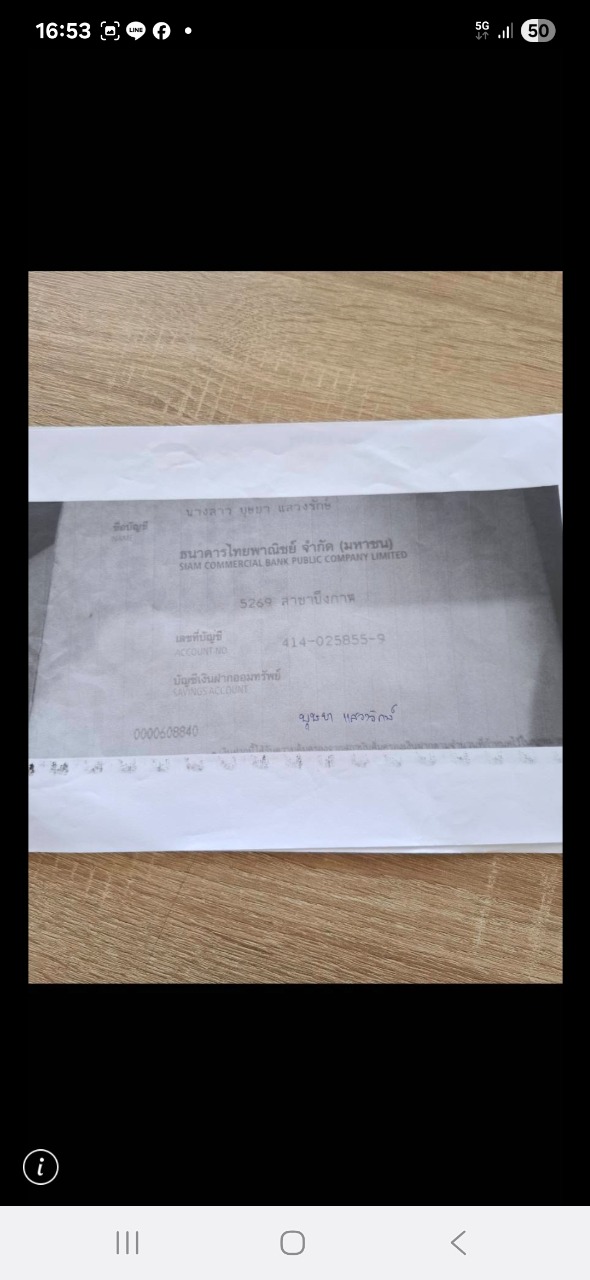 16:53
LINE
5G
50
นางสาว บุษยา แสวงรักษ์
ชื่อบัญชี
NAME
ธนาคารไทยพาณิชย์ จำกัด (มหาชน)
SIAM COMMERCIAL BANK PUBLIC COMPANY LIMITED
5269 สาขาบึงกาฬ
เลขที่บัญชี
414-025855-9
ACCOUNT NO.
บัญชีเงินฝากออมทรัพย์
SAVINGS ACCOUNT
บุษยา แสวงรักษ์
0000608840